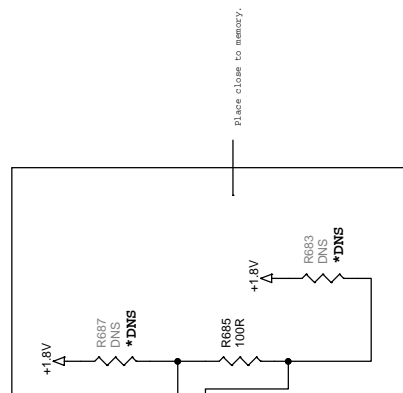 Place close to memory.
+1.8V
R687
DNS
*DNS
R685
100R
+1.8V
R683
DNS
*DNS